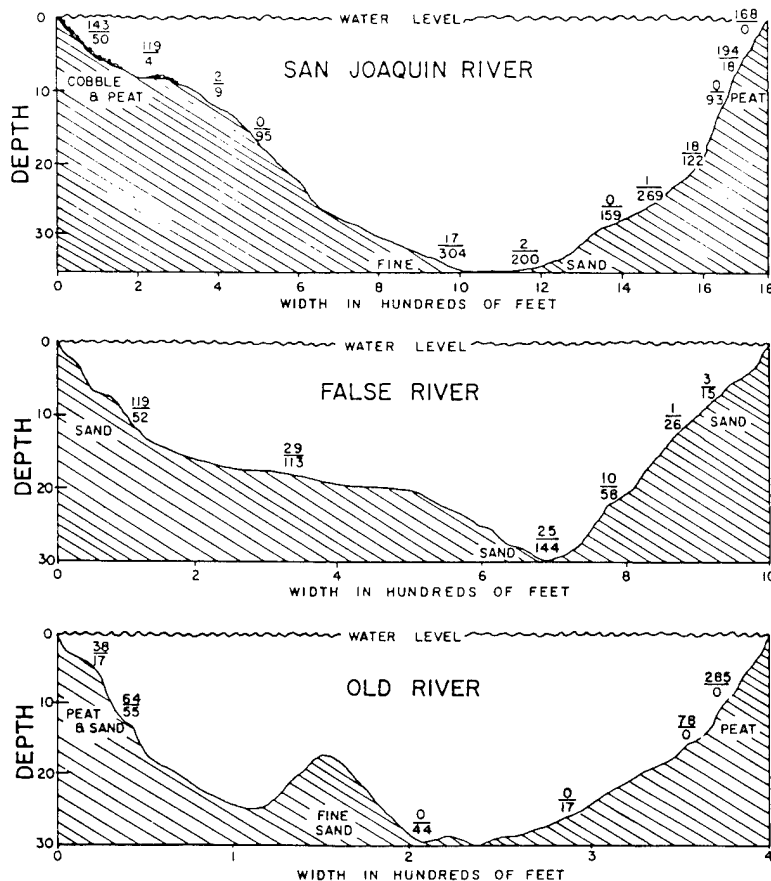 WATER LEVEL
SAN JOAQUIN RIVER
DEPTH
0
10
20
30
143
50
119
4
2
9
0
95
17
304
2
200
0
159
1
269
18
122
0
93
194
18
168
0
COBBLE
& PEAT
PEAT
FINE
SAND
0 2 4 6 8 10 12 14 16 18
WIDTH IN HUNDREDS OF FEET
WATER LEVEL
FALSE RIVER
DEPTH
0
10
20
30
119
52
29
113
25
144
10
58
1
26
3
15
SAND
SAND
SAND
0 2 4 6 8 10
WIDTH IN HUNDREDS OF FEET
WATER LEVEL
OLD RIVER
DEPTH
0
10
20
30
38
17
64
55
0
44
0
17
78
0
285
0
PEAT
& SAND
FINE
SAND
PEAT
0 1 2 3 4
WIDTH IN HUNDREDS OF FEET